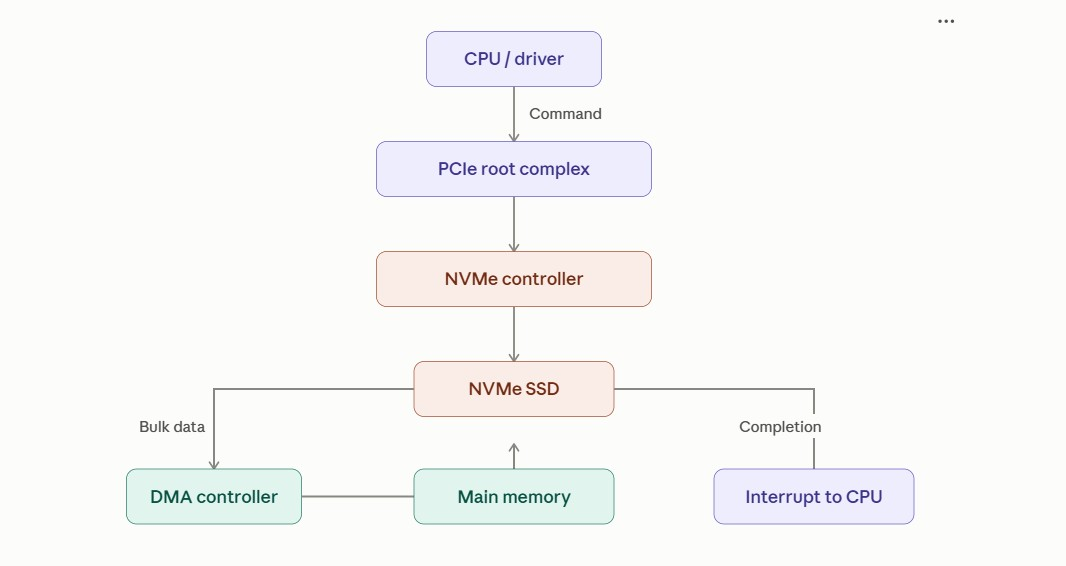 CPU / driver
Command
PCIe root complex
NVMe controller
NVMe SSD
Bulk data
Completion
DMA controller
Main memory
Interrupt to CPU